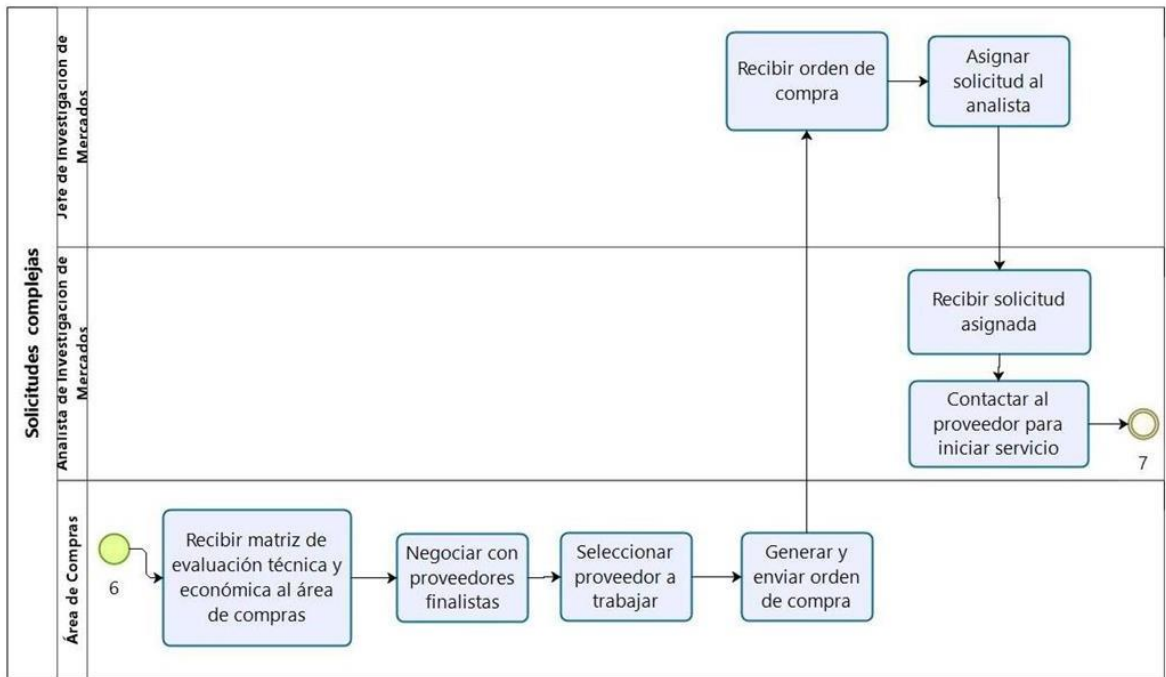 Solicitudes complejas
Jefe de Investigación de
Mercados
Recibir orden de
compra
Asignar
solicitud al
analista
Analista de Investigación de
Mercados
Recibir solicitud
asignada
Contactar al
proveedor para
iniciar servicio
7
Área de Compras
6
Recibir matriz de
evaluación técnica y
económica al área
de compras
Negociar con
proveedores
finalistas
Seleccionar
proveedor a
trabajar
Generar y
enviar orden
de compra